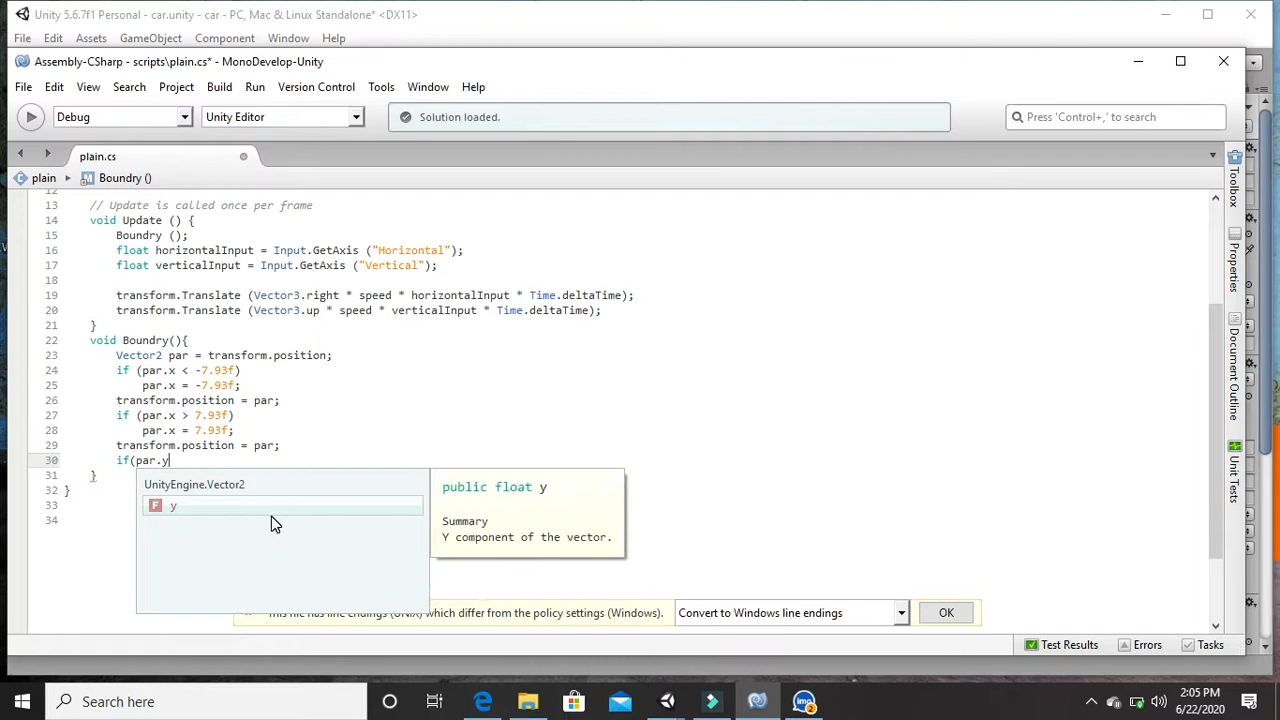 Unity 5.6.7f1 Personal - car.unity - car - PC, Mac & Linux Standalone* <DX11>
File Edit Assets GameObject Component Window Help
Assembly-CSharp - scripts\plain.cs* - MonoDevelop-Unity
File Edit View Search Project Build Run Version Control Tools Window Help
Debug Unity Editor Solution loaded. Press 'Control+,' to search
plain.cs
plain Boundry ()
12
13 // Update is called once per frame
14 void Update () {
15 Boundry ();
16 float horizontalInput = Input.GetAxis ("Horizontal");
17 float verticalInput = Input.GetAxis ("Vertical");
18
19 transform.Translate (Vector3.right * speed * horizontalInput * Time.deltaTime);
20 transform.Translate (Vector3.up * speed * verticalInput * Time.deltaTime);
21 }
22 void Boundry(){
23 Vector2 par = transform.position;
24 if (par.x < -7.93f)
25 par.x = -7.93f;
26 transform.position = par;
27 if (par.x > 7.93f)
28 par.x = 7.93f;
29 transform.position = par;
30 if(par.y
31 }
32 }
33
34
UnityEngine.Vector2
F y
public float y
Summary
Y component of the vector.
This file has line endings (UNIX) which differ from the policy settings (Windows). Convert to Windows line endings OK
Toolbox
Properties
Document Outline
Unit Tests
Test Results Errors Tasks
Search here
2:05 PM
6/22/2020